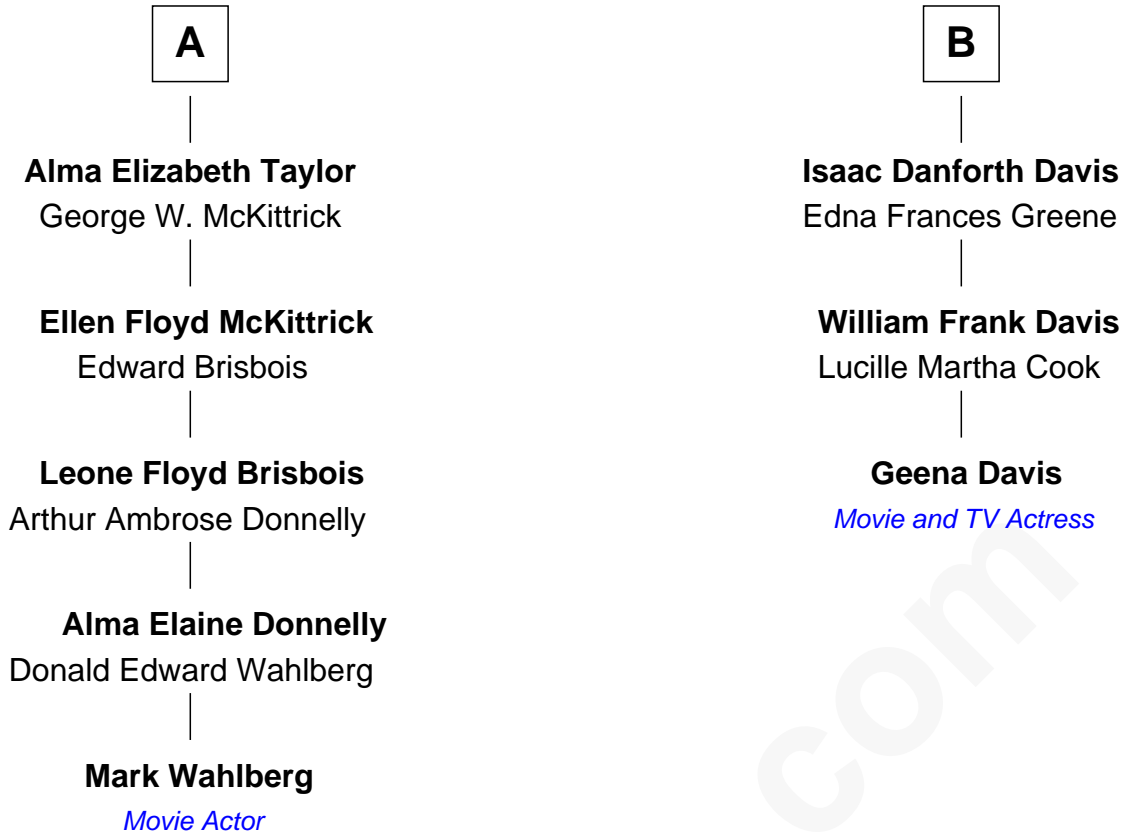 A
Alma Elizabeth Taylor
George W. McKittrick
Ellen Floyd McKittrick
Edward Brisbois
Leone Floyd Brisbois
Arthur Ambrose Donnelly
Alma Elaine Donnelly
Donald Edward Wahlberg
Mark Wahlberg
Movie Actor
B
Isaac Danforth Davis
Edna Frances Greene
William Frank Davis
Lucille Martha Cook
Geena Davis
Movie and TV Actress
com